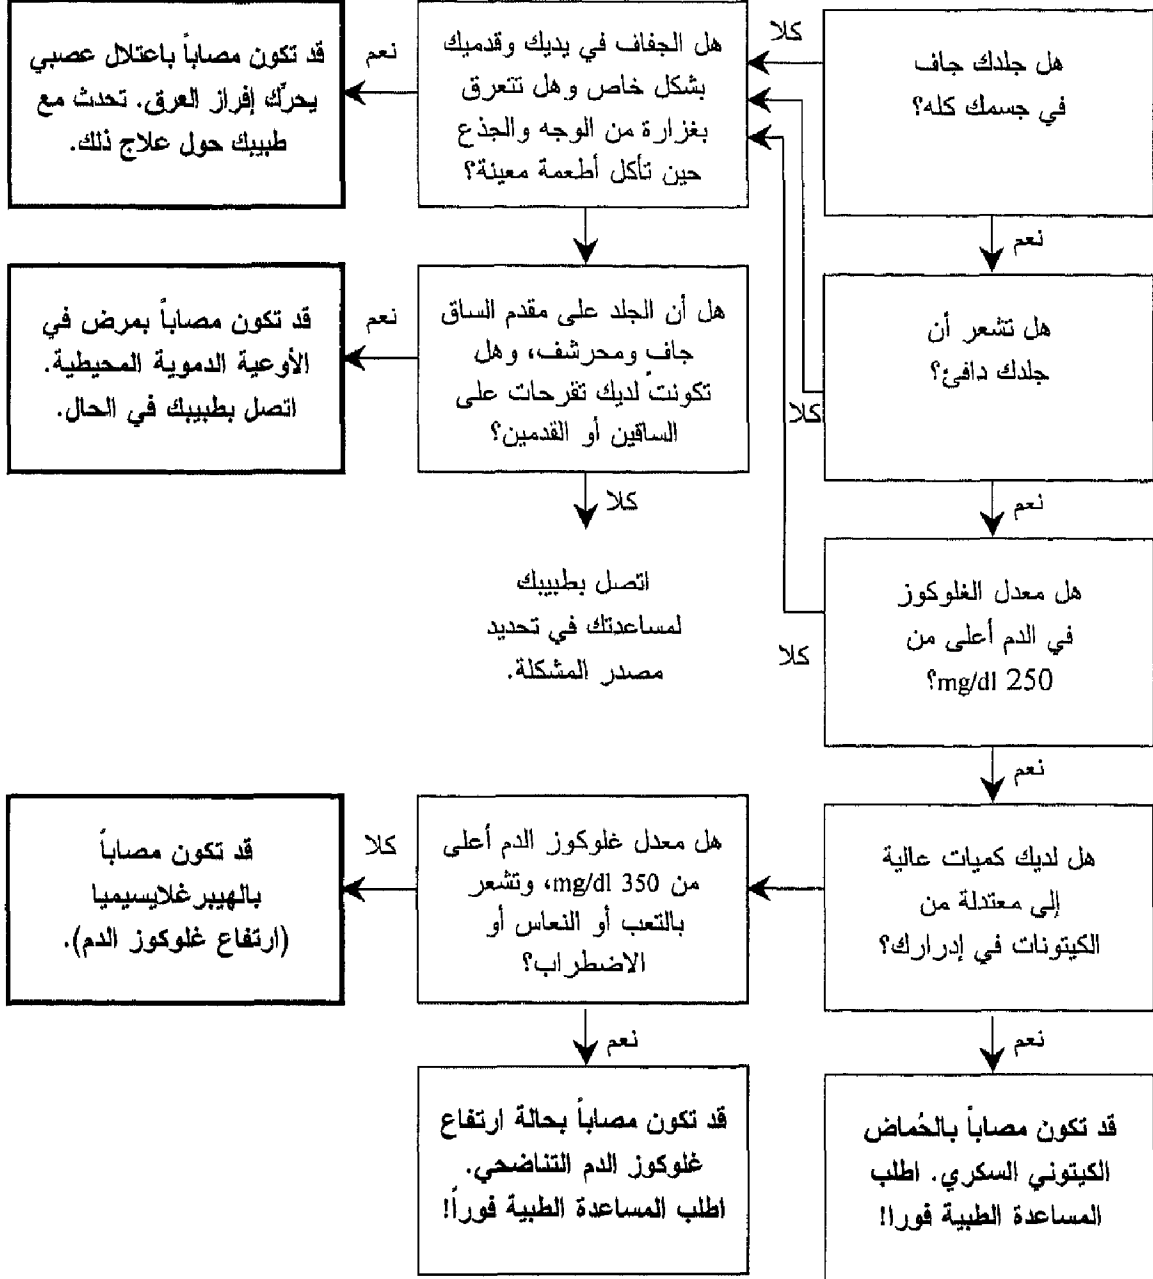 هل جلدك جاف
في جسمك كله؟
كلا
هل الجفاف في يديك وقدميك
بشكل خاص وهل تتعرق
بغزارة من الوجه والجذع
حين تأكل أطعمة معينة؟
نعم
قد تكون مصاباً باعتلال عصبي
يحرّك إفراز العرق. تحدث مع
طبيبك حول علاج ذلك.
نعم
هل تشعر أن
جلدك دافئ؟
كلا
هل أن الجلد على مقدم الساق
جاف ومحرشف، وهل
تكونت لديك تقرحات على
الساقين أو القدمين؟
نعم
قد تكون مصاباً بمرض في
الأوعية الدموية المحيطية.
اتصل بطبيبك في الحال.
نعم
هل معدل الغلوكوز
في الدم أعلى من
250 mg/dl؟
كلا
كلا
اتصل بطبيبك
لمساعدتك في تحديد
مصدر المشكلة.
نعم
هل لديك كميات عالية
إلى معتدلة من
الكيتونات في إدرارك؟
هل معدل غلوكوز الدم أعلى
من 350 mg/dl، وتشعر
بالتعب أو النعاس أو
الاضطراب؟
كلا
قد تكون مصاباً
بالهيبرغلايسيميا
(ارتفاع غلوكوز الدم).
نعم
قد تكون مصاباً بالحُماض
الكيتوني السكري. اطلب
المساعدة الطبية فورا!
نعم
قد تكون مصاباً بحالة ارتفاع
غلوكوز الدم التناضحي.
اطلب المساعدة الطبية فوراً!